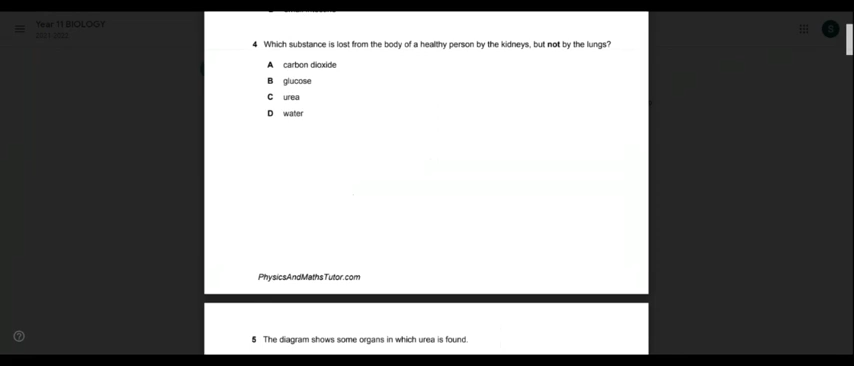 Year 11 BIOLOGY
2021-2022
S
4 Which substance is lost from the body of a healthy person by the kidneys, but not by the lungs?
A carbon dioxide
B glucose
C urea
D water
PhysicsAndMathsTutor.com
5 The diagram shows some organs in which urea is found.